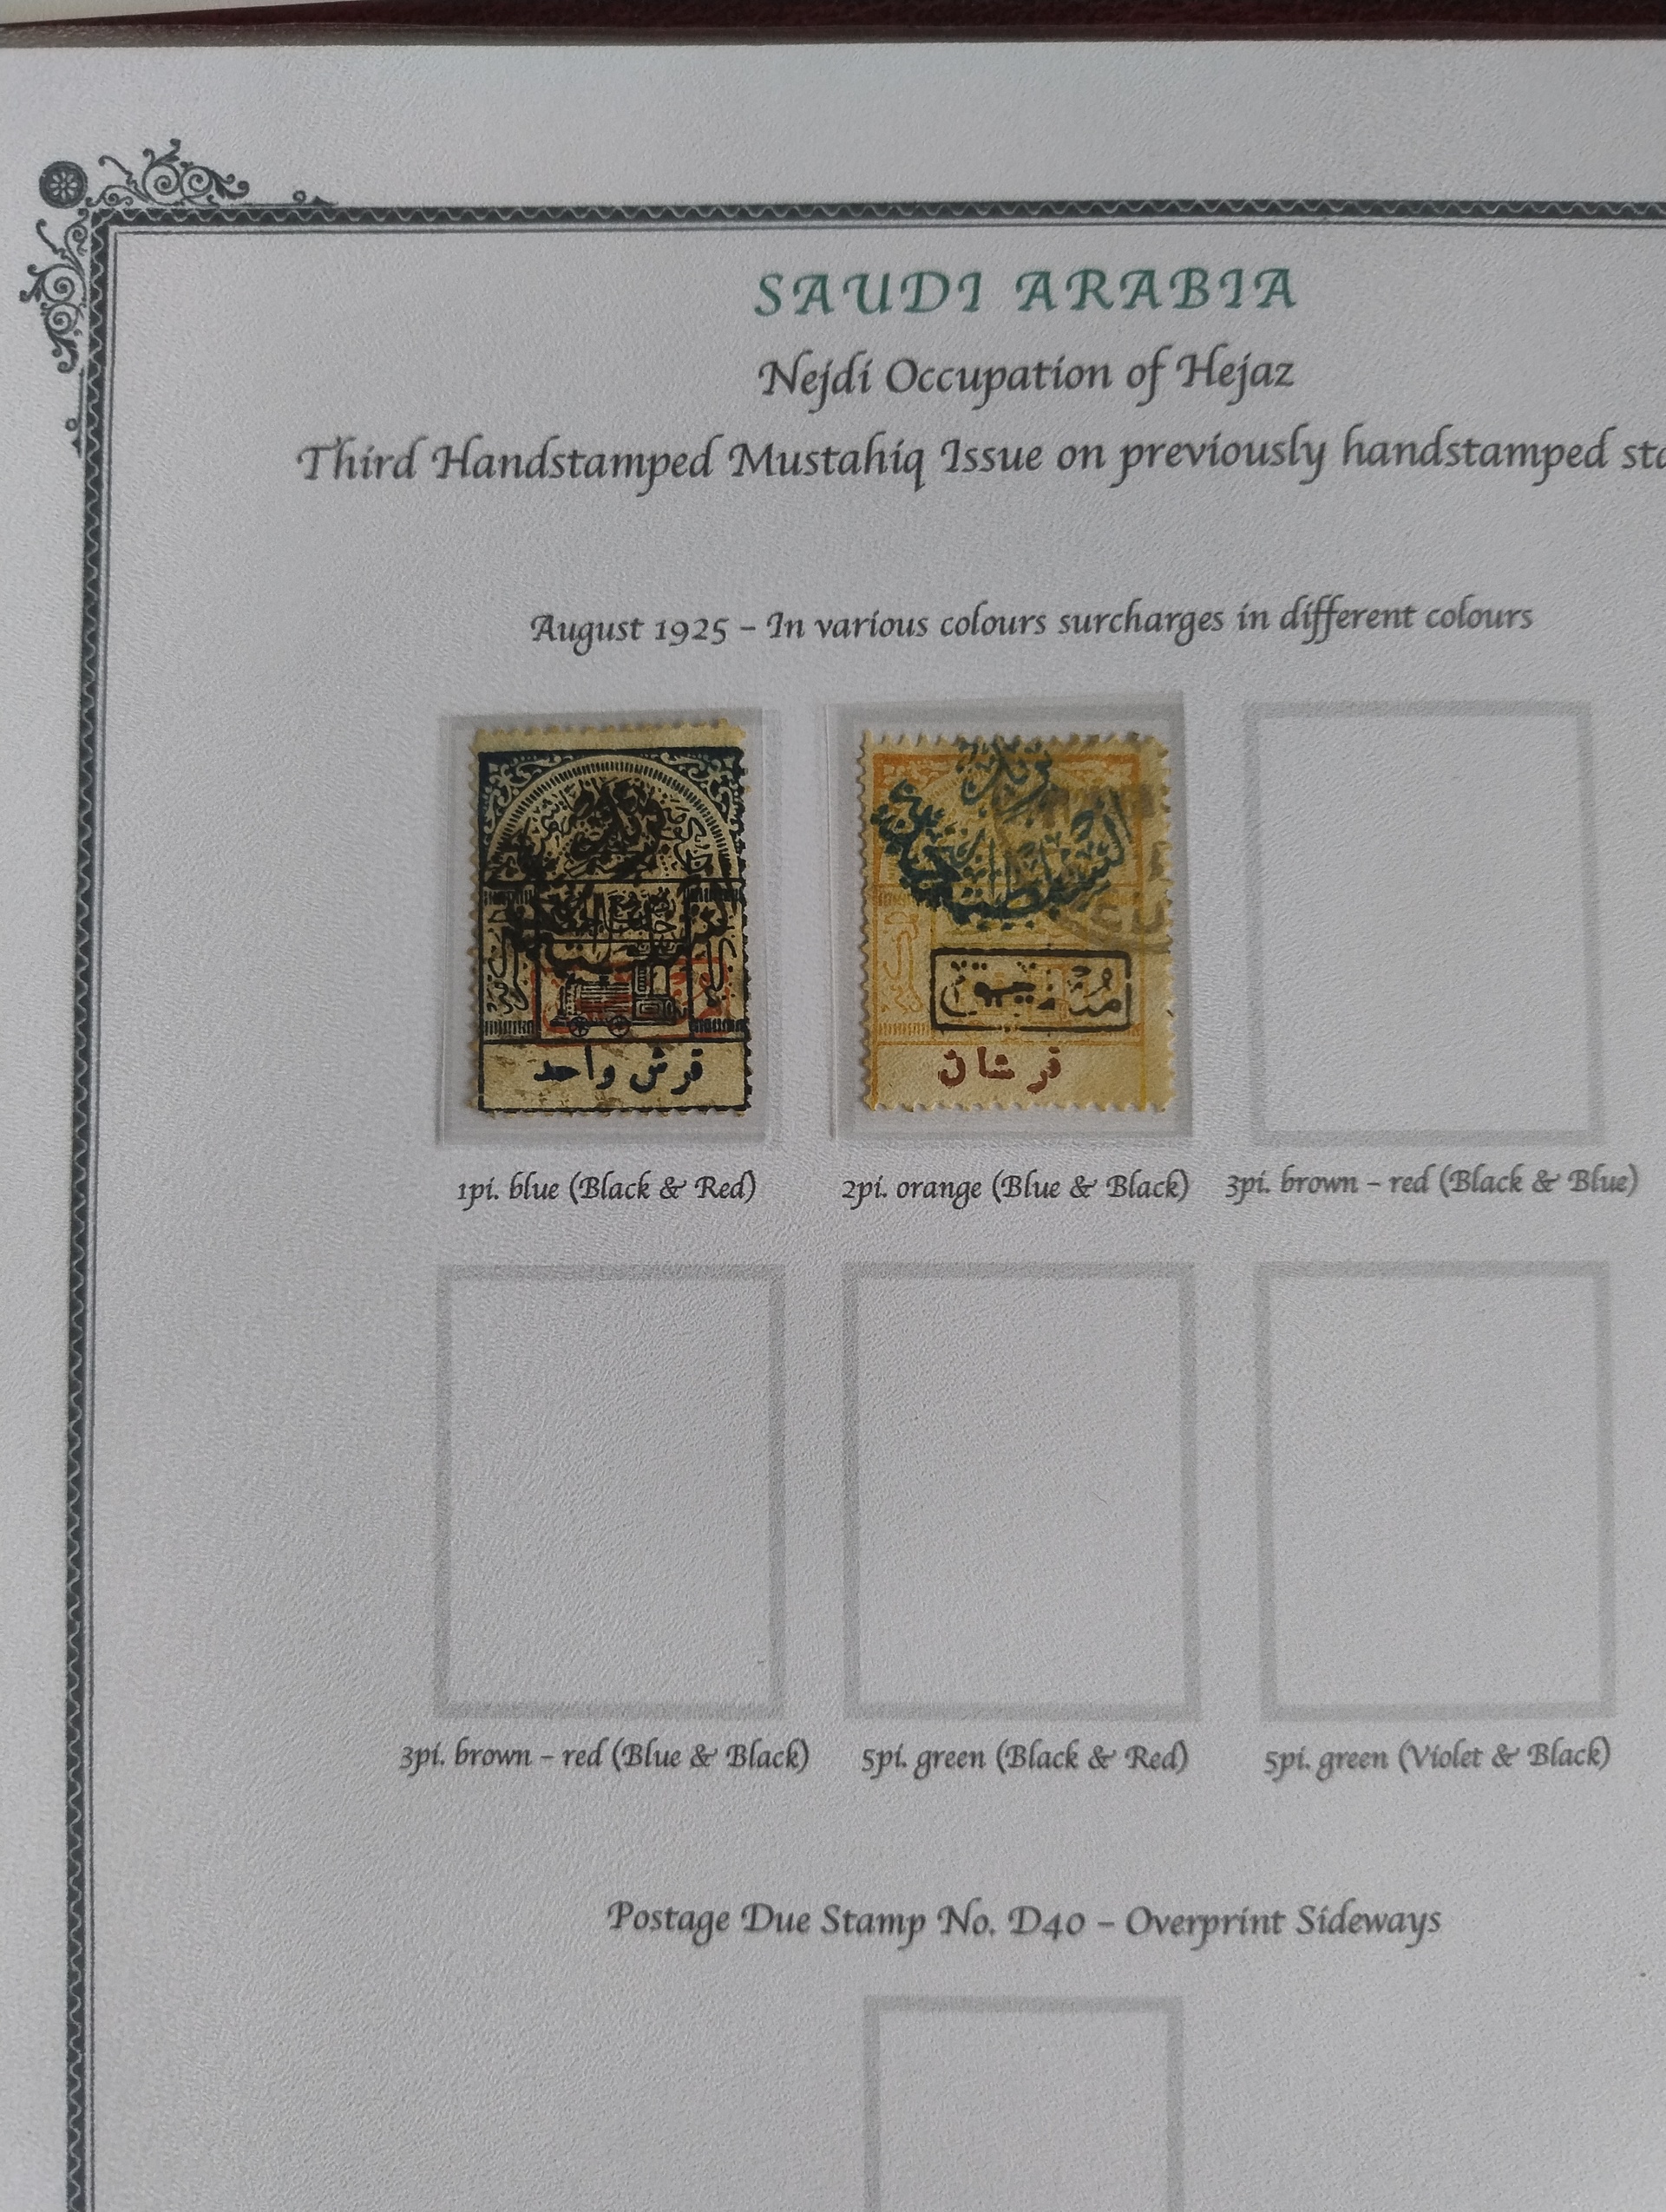 SAUDI ARABIA
Nejdi Occupation of Hejaz
Third Handstamped Mustahiq Issue on previously handstamped
August 1925 – In various colours surcharges in different colours
قرش واحد
قرشان
1pi. blue (Black & Red)
2pi. orange (Blue & Black)
3pi. brown – red (Black & Blue)
3pi. brown – red (Blue & Black)
5pi. green (Black & Red)
5pi. green (Violet & Black)
Postage Due Stamp No. D40 – Overprint Sideways